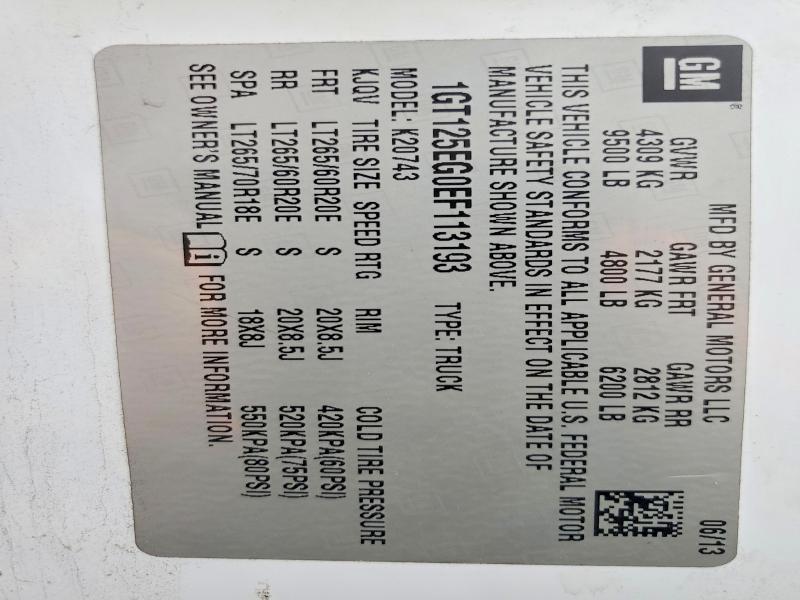 GM
MFD BY GENERAL MOTORS LLC 06/13
GVWR GAWR FRT GAWR RR
4309 KG 2177 KG 2812 KG
9500 LB 4800 LB 6200 LB
THIS VEHICLE CONFORMS TO ALL APPLICABLE U.S. FEDERAL MOTOR
VEHICLE SAFETY STANDARDS IN EFFECT ON THE DATE OF
MANUFACTURE SHOWN ABOVE.
1GT125EG0EF113193 TYPE: TRUCK
MODEL: K20743
KJQV TIRE SIZE SPEED RTG RIM COLD TIRE PRESSURE
FRT LT265/60R20E S 20X8.5J 420KPA(60PSI)
RR LT265/60R20E S 20X8.5J 520KPA(75PSI)
SPA LT265/70R18E S 18X8J 550KPA(80PSI)
SEE OWNER'S MANUAL i FOR MORE INFORMATION.